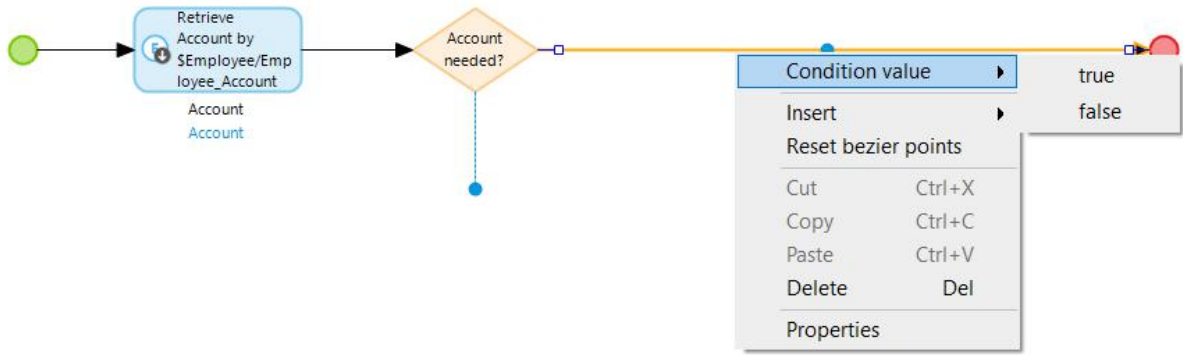 Retrieve
Account by
$Employee/Emp
loyee_Account
Account
Account
Account
needed?
Condition value
true
false
Insert
Reset bezier points
Cut Ctrl+X
Copy Ctrl+C
Paste Ctrl+V
Delete Del
Properties